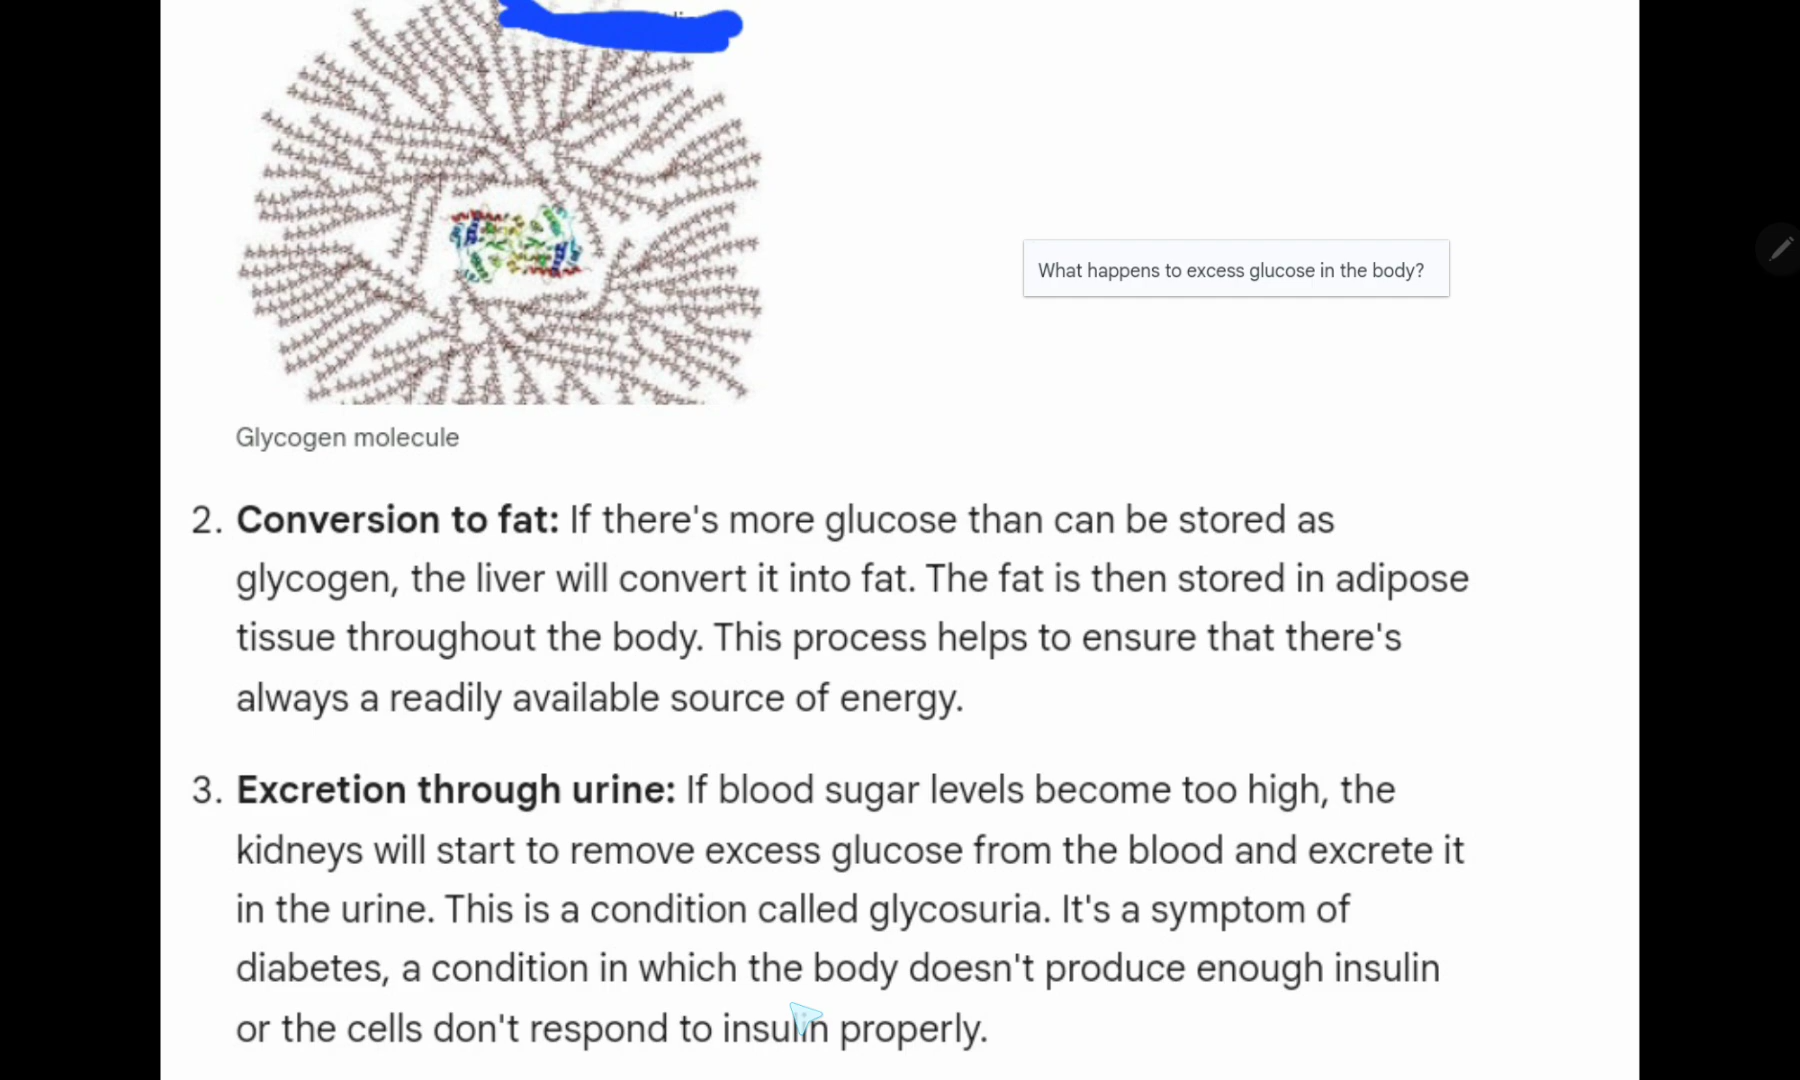 What happens to excess glucose in the body?
Glycogen molecule
2. Conversion to fat: If there's more glucose than can be stored as
glycogen, the liver will convert it into fat. The fat is then stored in adipose
tissue throughout the body. This process helps to ensure that there's
always a readily available source of energy.
3. Excretion through urine: If blood sugar levels become too high, the
kidneys will start to remove excess glucose from the blood and excrete it
in the urine. This is a condition called glycosuria. It's a symptom of
diabetes, a condition in which the body doesn't produce enough insulin
or the cells don't respond to insulin properly.